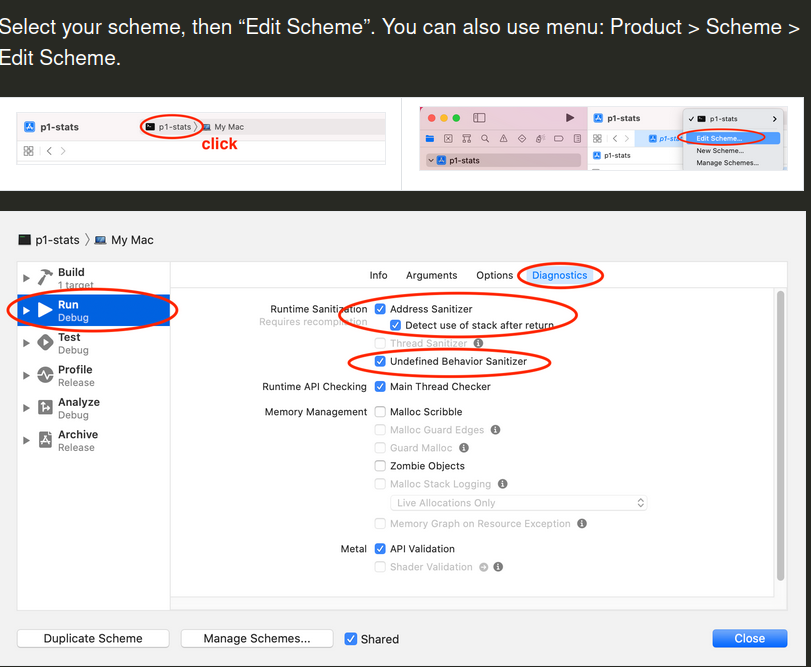 Select your scheme, then “Edit Scheme”. You can also use menu: Product > Scheme >
Edit Scheme.
p1-stats
p1-stats 〉 My Mac
click
p1-stats
p1-stats
Edit Scheme...
New Scheme...
Manage Schemes...
p1-stats
p1-stats
p1-stats 〉 My Mac
Build
1 target
Run
Debug
Test
Debug
Profile
Release
Analyze
Debug
Archive
Release
Info Arguments Options Diagnostics
Runtime Sanitization Address Sanitizer
Requires recompilation Detect use of stack after return
Thread Sanitizer
Undefined Behavior Sanitizer
Runtime API Checking Main Thread Checker
Memory Management Malloc Scribble
Malloc Guard Edges
Guard Malloc
Zombie Objects
Malloc Stack Logging
Live Allocations Only
Memory Graph on Resource Exception
Metal API Validation
Shader Validation
Duplicate Scheme Manage Schemes... Shared Close